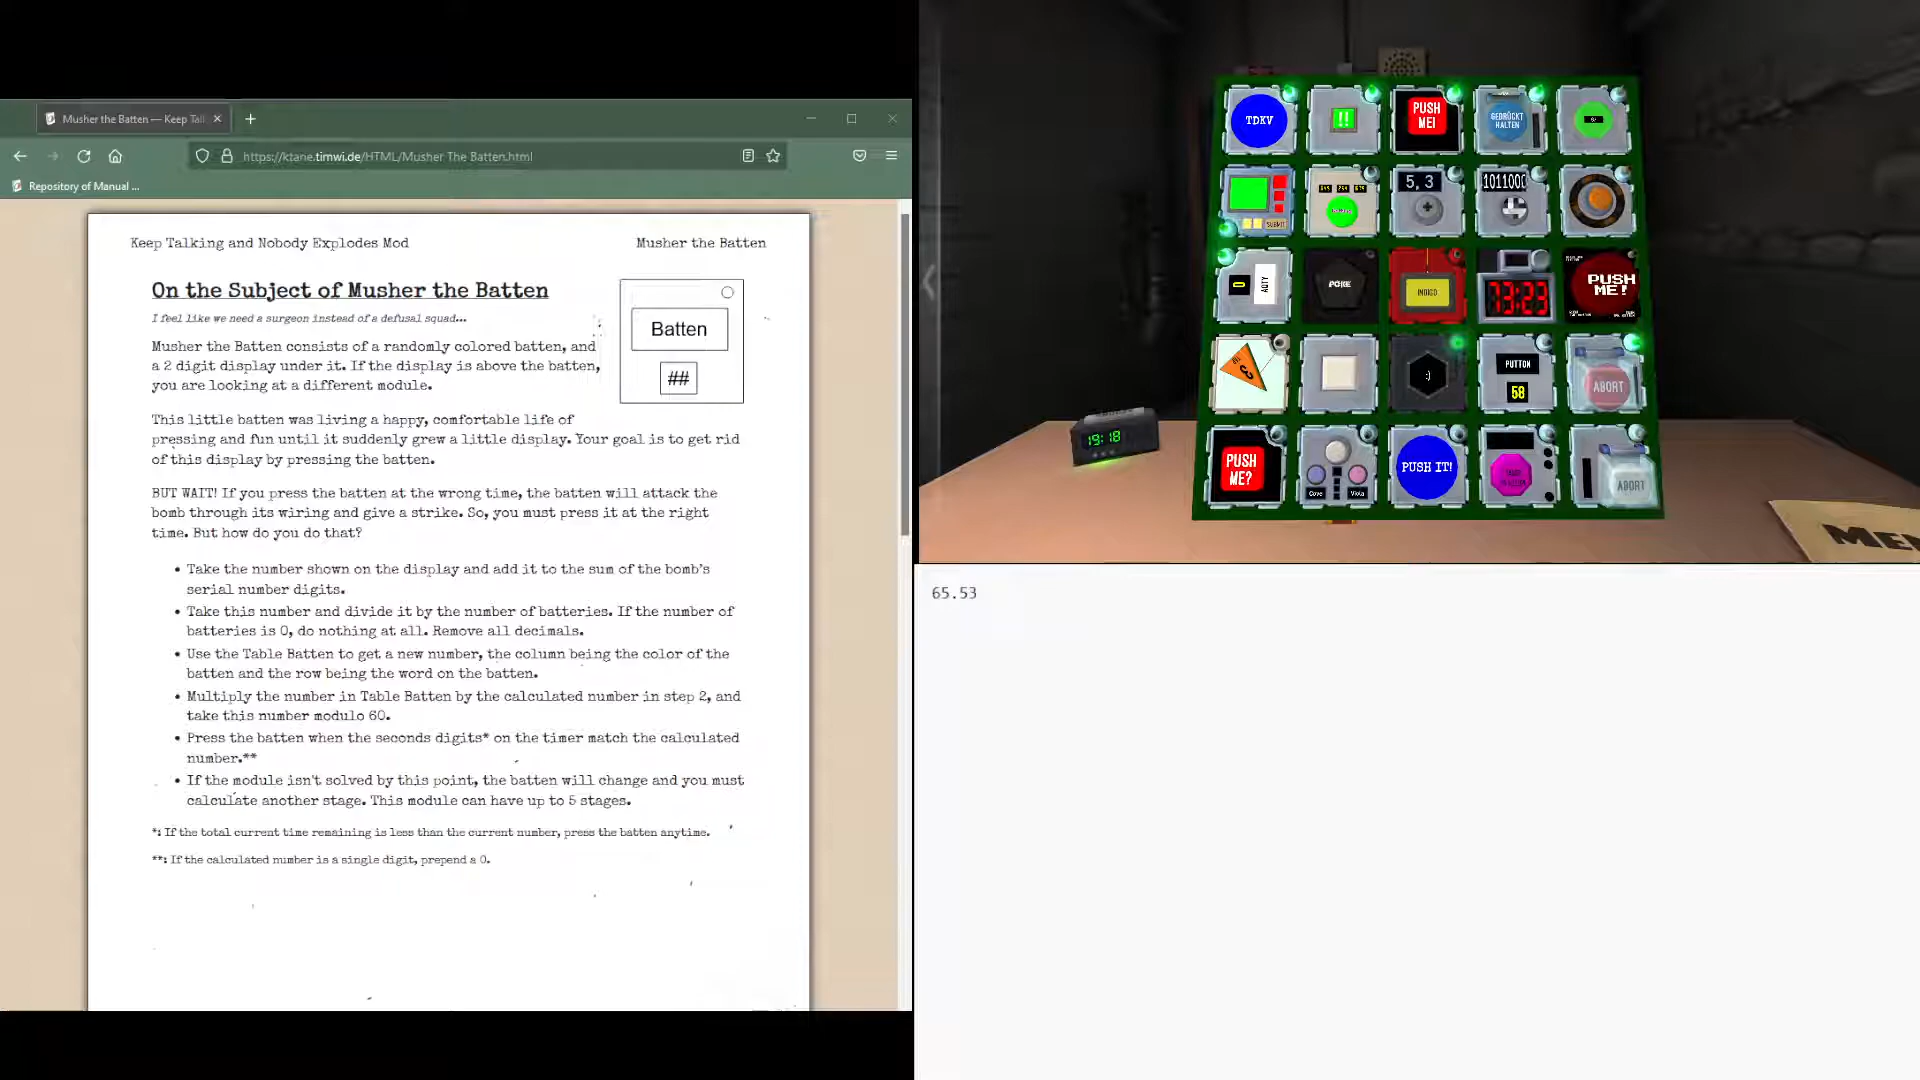 Musher the Batten — Keep Tall
https://ktane.timwi.de/HTML/Musher The Batten.html
Repository of Manual ...
Keep Talking and Nobody Explodes Mod
Musher the Batten
On the Subject of Musher the Batten
I feel like we need a surgeon instead of a defusal squad...
Batten
##
Musher the Batten consists of a randomly colored batten, and
a 2 digit display under it. If the display is above the batten,
you are looking at a different module.
This little batten was living a happy, comfortable life of
pressing and fun until it suddenly grew a little display. Your goal is to get rid
of this display by pressing the batten.
BUT WAIT! If you press the batten at the wrong time, the batten will attack the
bomb through its wiring and give a strike. So, you must press it at the right
time. But how do you do that?
• Take the number shown on the display and add it to the sum of the bomb's
serial number digits.
• Take this number and divide it by the number of batteries. If the number of
batteries is 0, do nothing at all. Remove all decimals.
• Use the Table Batten to get a new number, the column being the color of the
batten and the row being the word on the batten.
• Multiply the number in Table Batten by the calculated number in step 2, and
take this number modulo 60.
• Press the batten when the seconds digits* on the timer match the calculated
number.**
• If the module isn't solved by this point, the batten will change and you must
calculate another stage. This module can have up to 5 stages.
*: If the total current time remaining is less than the current number, press the batten anytime.
**: If the calculated number is a single digit, prepend a 0.
TDKV
!!
PUSH
ME!
GEDRÜCKT
HALTEN
SUBMIT
5, 3
1011000
POKE
INDIGO
13:23
PUSH
ME!
3
:)
PUTTON
58
ABORT
19:18
PUSH
ME?
Cove
Viola
PUSH IT!
ABORT
65.53